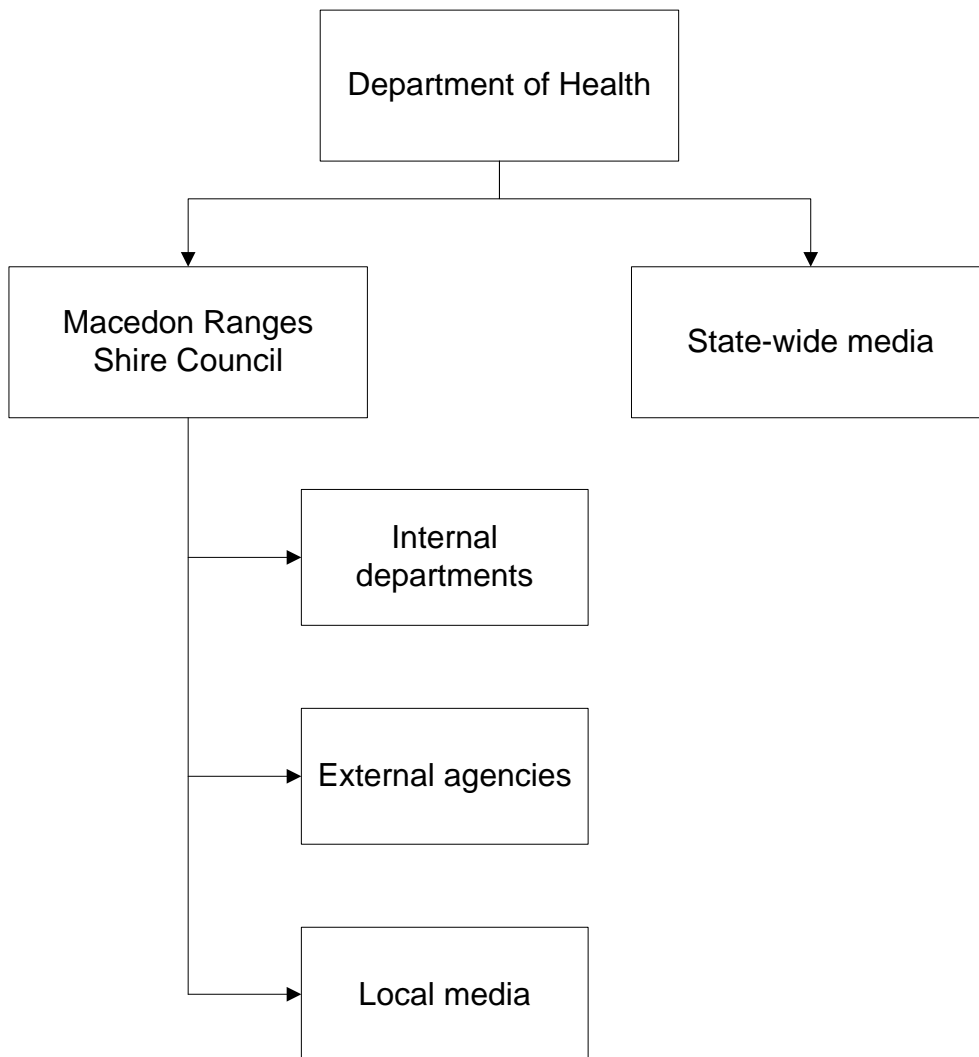 Department of Health
Macedon Ranges
Shire Council
State-wide media
Internal
departments
External agencies
Local media